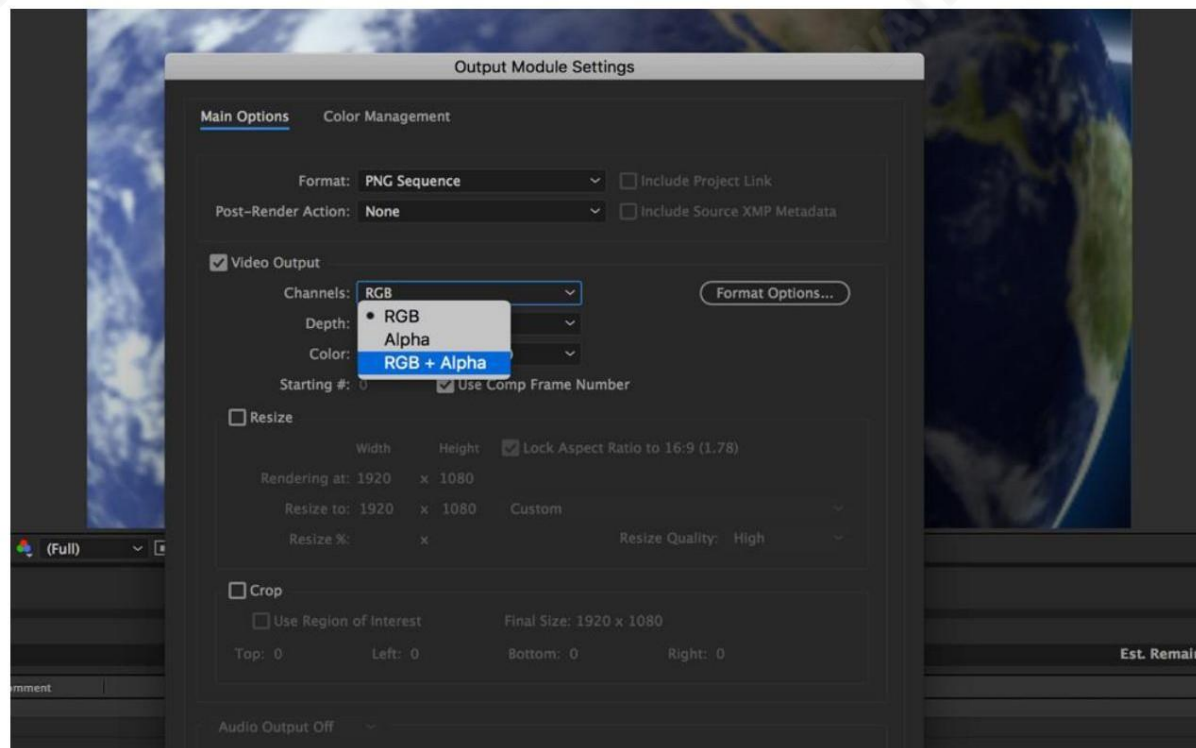 Output Module Settings
Main Options Color Management
Format: PNG Sequence Include Project Link
Post-Render Action: None Include Source XMP Metadata
Video Output
Channels: RGB Format Options...
RGB
Depth:
Alpha
Color:
RGB + Alpha
Starting #: 0 Use Comp Frame Number
Resize
Width Height Lock Aspect Ratio to 16:9 (1.78)
Rendering at: 1920 x 1080
Resize to: 1920 x 1080 Custom
Resize %: x Resize Quality: High
(Full)
Crop
Use Region of Interest Final Size: 1920 x 1080
Top: 0 Left: 0 Bottom: 0 Right: 0
Est. Remain
omment
Audio Output Off